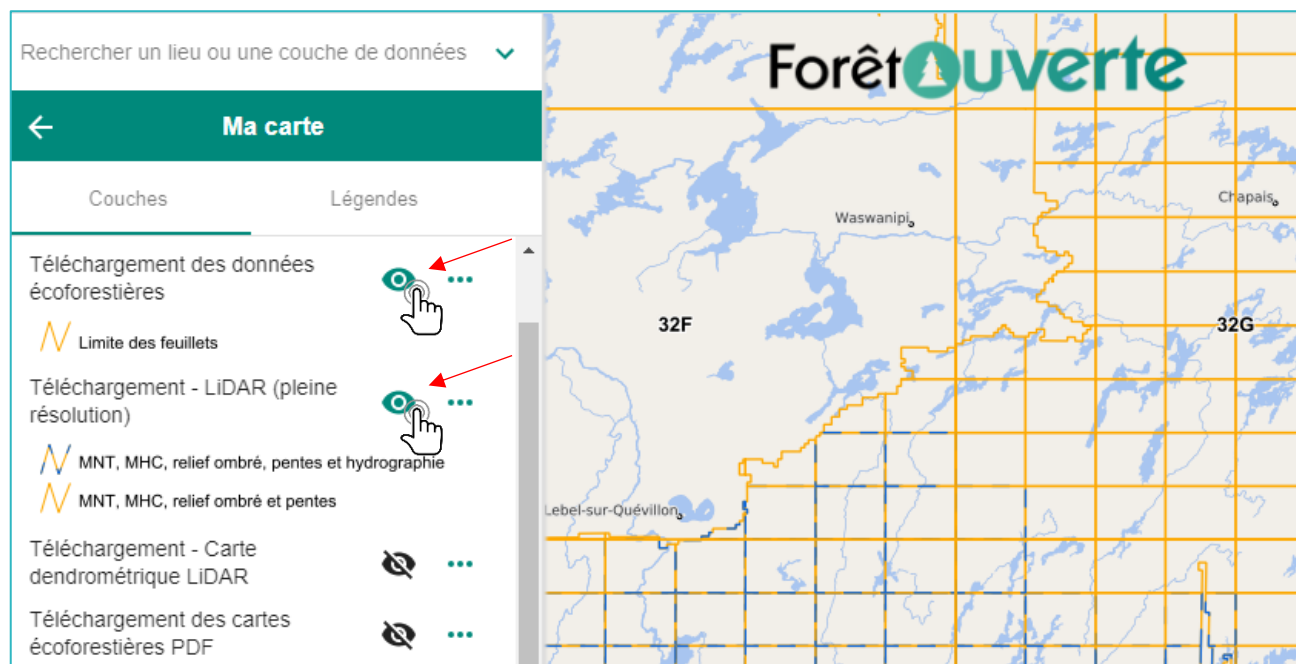 Rechercher un lieu ou une couche de données
ForêtOuverte
Ma carte
Couches
Légendes
Téléchargement des données
écoforestières
Limite des feuillets
Téléchargement - LiDAR (pleine
résolution)
MNT, MHC, relief ombré, pentes et hydrographie
MNT, MHC, relief ombré et pentes
Téléchargement - Carte
dendrométrique LiDAR
Téléchargement des cartes
écoforestières PDF
Chapais
Waswanipi
32F
32G
Lebel-sur-Quévillon